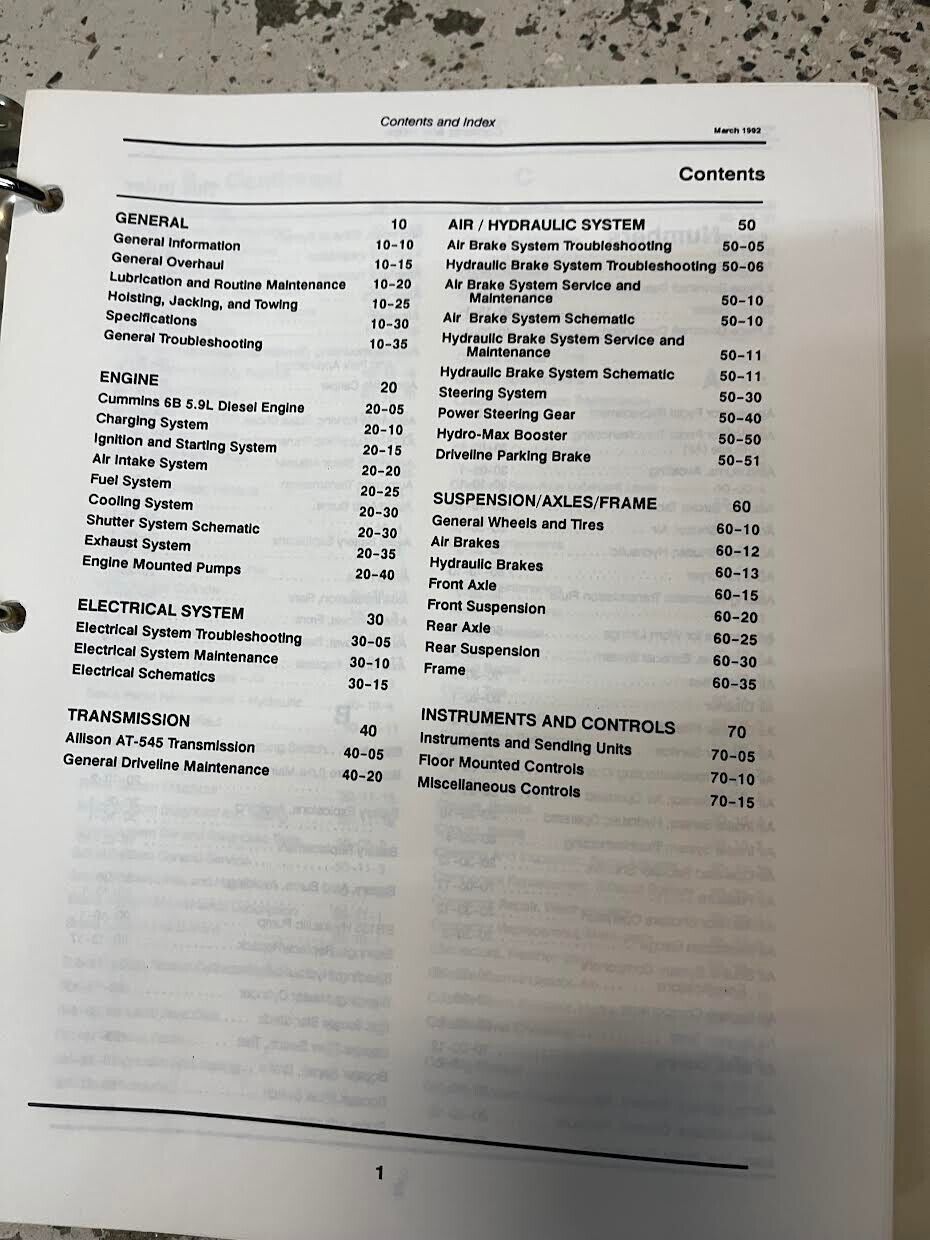 Contents and Index
March 1992
Contents
GENERAL 10
General Information 10-10
General Overhaul 10-15
Lubrication and Routine Maintenance 10-20
Hoisting, Jacking, and Towing 10-25
Specifications 10-30
General Troubleshooting 10-35
ENGINE 20
Cummins 6B 5.9L Diesel Engine 20-05
Charging System 20-10
Ignition and Starting System 20-15
Air Intake System 20-20
Fuel System 20-25
Cooling System 20-30
Shutter System Schematic 20-30
Exhaust System 20-35
Engine Mounted Pumps 20-40
ELECTRICAL SYSTEM 30
Electrical System Troubleshooting 30-05
Electrical System Maintenance 30-10
Electrical Schematics 30-15
TRANSMISSION 40
Allison AT-545 Transmission 40-05
General Driveline Maintenance 40-20
AIR / HYDRAULIC SYSTEM 50
Air Brake System Troubleshooting 50-05
Hydraulic Brake System Troubleshooting 50-06
Air Brake System Service and
Maintenance 50-10
Air Brake System Schematic 50-10
Hydraulic Brake System Service and
Maintenance 50-11
Hydraulic Brake System Schematic 50-11
Steering System 50-30
Power Steering Gear 50-40
Hydro-Max Booster 50-50
Driveline Parking Brake 50-51
SUSPENSION/AXLES/FRAME 60
General Wheels and Tires 60-10
Air Brakes 60-12
Hydraulic Brakes 60-13
Front Axle 60-15
Front Suspension 60-20
Rear Axle 60-25
Rear Suspension 60-30
Frame 60-35
INSTRUMENTS AND CONTROLS 70
Instruments and Sending Units 70-05
Floor Mounted Controls 70-10
Miscellaneous Controls 70-15
1